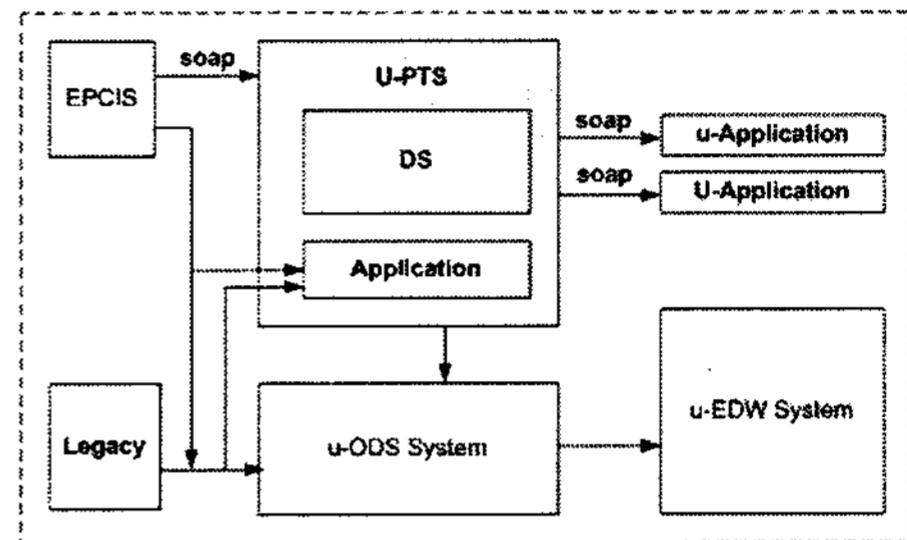 soap
U-PTS
EPCIS
DS
soap
u-Application
soap
U-Application
Application
Legacy
u-ODS System
u-EDW System